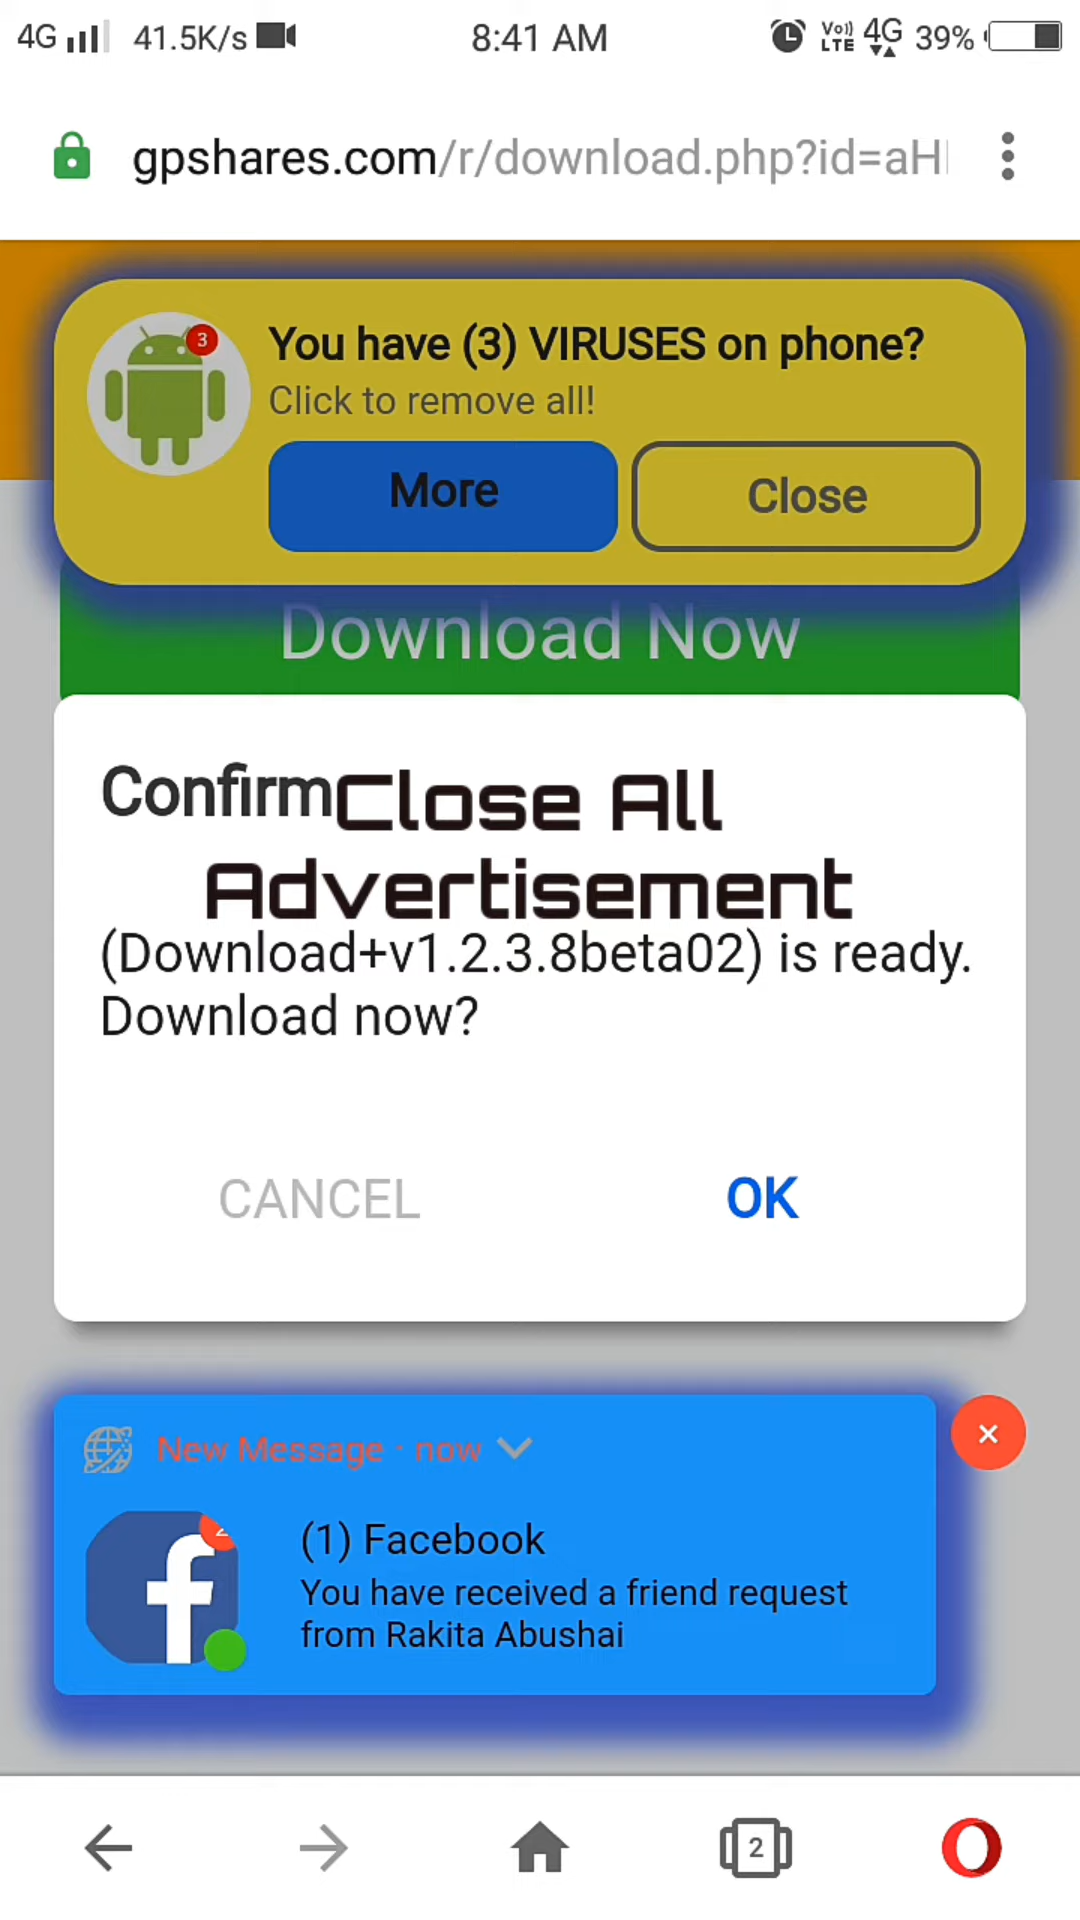 4G 41.5K/s 8:41 AM Vo)) LTE 4G 39%
gpshares.com/r/download.php?id=aH
3
You have (3) VIRUSES on phone?
Click to remove all!
More Close
Download Now
Confirm
Close All
Advertisement
(Download+v1.2.3.8beta02) is ready.
Download now?
CANCEL OK
New Message · now
(1) Facebook
You have received a friend request
from Rakita Abushai
2